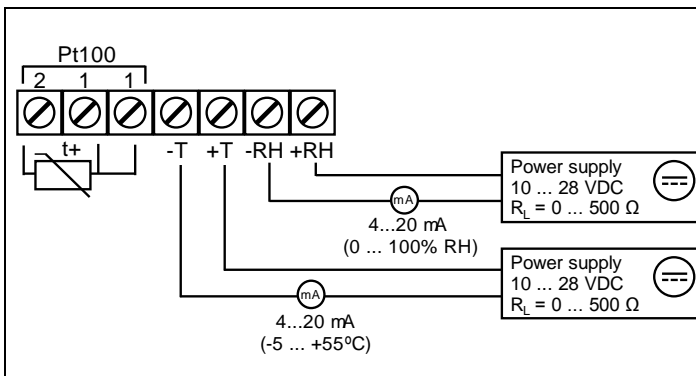 Pt100
2 1 1
t+
-T +T -RH +RH
Power supply
10 ... 28 VDC
R_L = 0 ... 500 Ω
mA
4...20 mA
(0 ... 100% RH)
Power supply
10 ... 28 VDC
R_L = 0 ... 500 Ω
mA
4...20 mA
(-5 ... +55ºC)